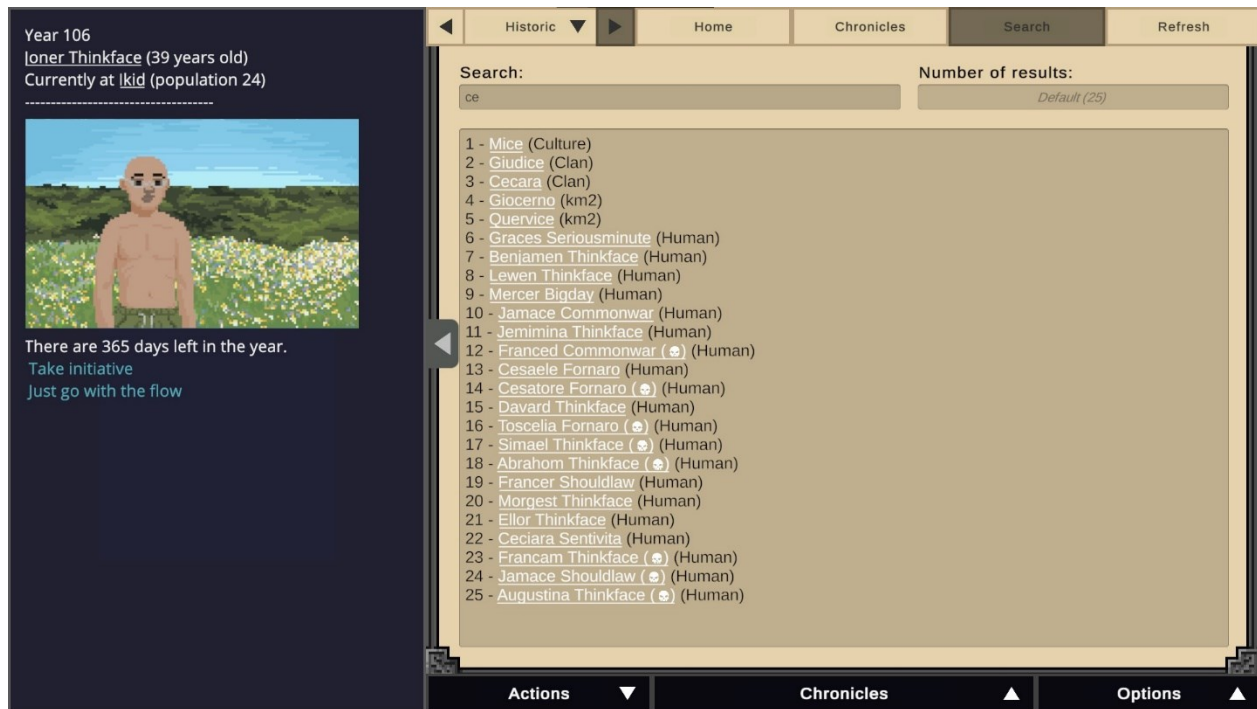 Year 106
Ioner Thinkface (39 years old)
Currently at Ikid (population 24)
------------------------------------
There are 365 days left in the year.
Take initiative
Just go with the flow
Historic
Home
Chronicles
Search
Refresh
Search:
Number of results:
ce
Default (25)
1 - Mice (Culture)
2 - Giudice (Clan)
3 - Cecara (Clan)
4 - Giocerno (km2)
5 - Quervice (km2)
6 - Graces Seriousminute (Human)
7 - Benjamen Thinkface (Human)
8 - Lewen Thinkface (Human)
9 - Mercer Bigday (Human)
10 - Jamace Commonwar (Human)
11 - Jemimina Thinkface (Human)
12 - Franced Commonwar (💀) (Human)
13 - Cesaele Fornaro (Human)
14 - Cesatore Fornaro (💀) (Human)
15 - Davard Thinkface (Human)
16 - Toscelia Fornaro (💀) (Human)
17 - Simael Thinkface (💀) (Human)
18 - Abrahom Thinkface (💀) (Human)
19 - Francer Shouldlaw (Human)
20 - Morgest Thinkface (Human)
21 - Ellor Thinkface (Human)
22 - Ceciara Sentivita (Human)
23 - Francam Thinkface (💀) (Human)
24 - Jamace Shouldlaw (💀) (Human)
25 - Augustina Thinkface (💀) (Human)
Actions
Chronicles
Options